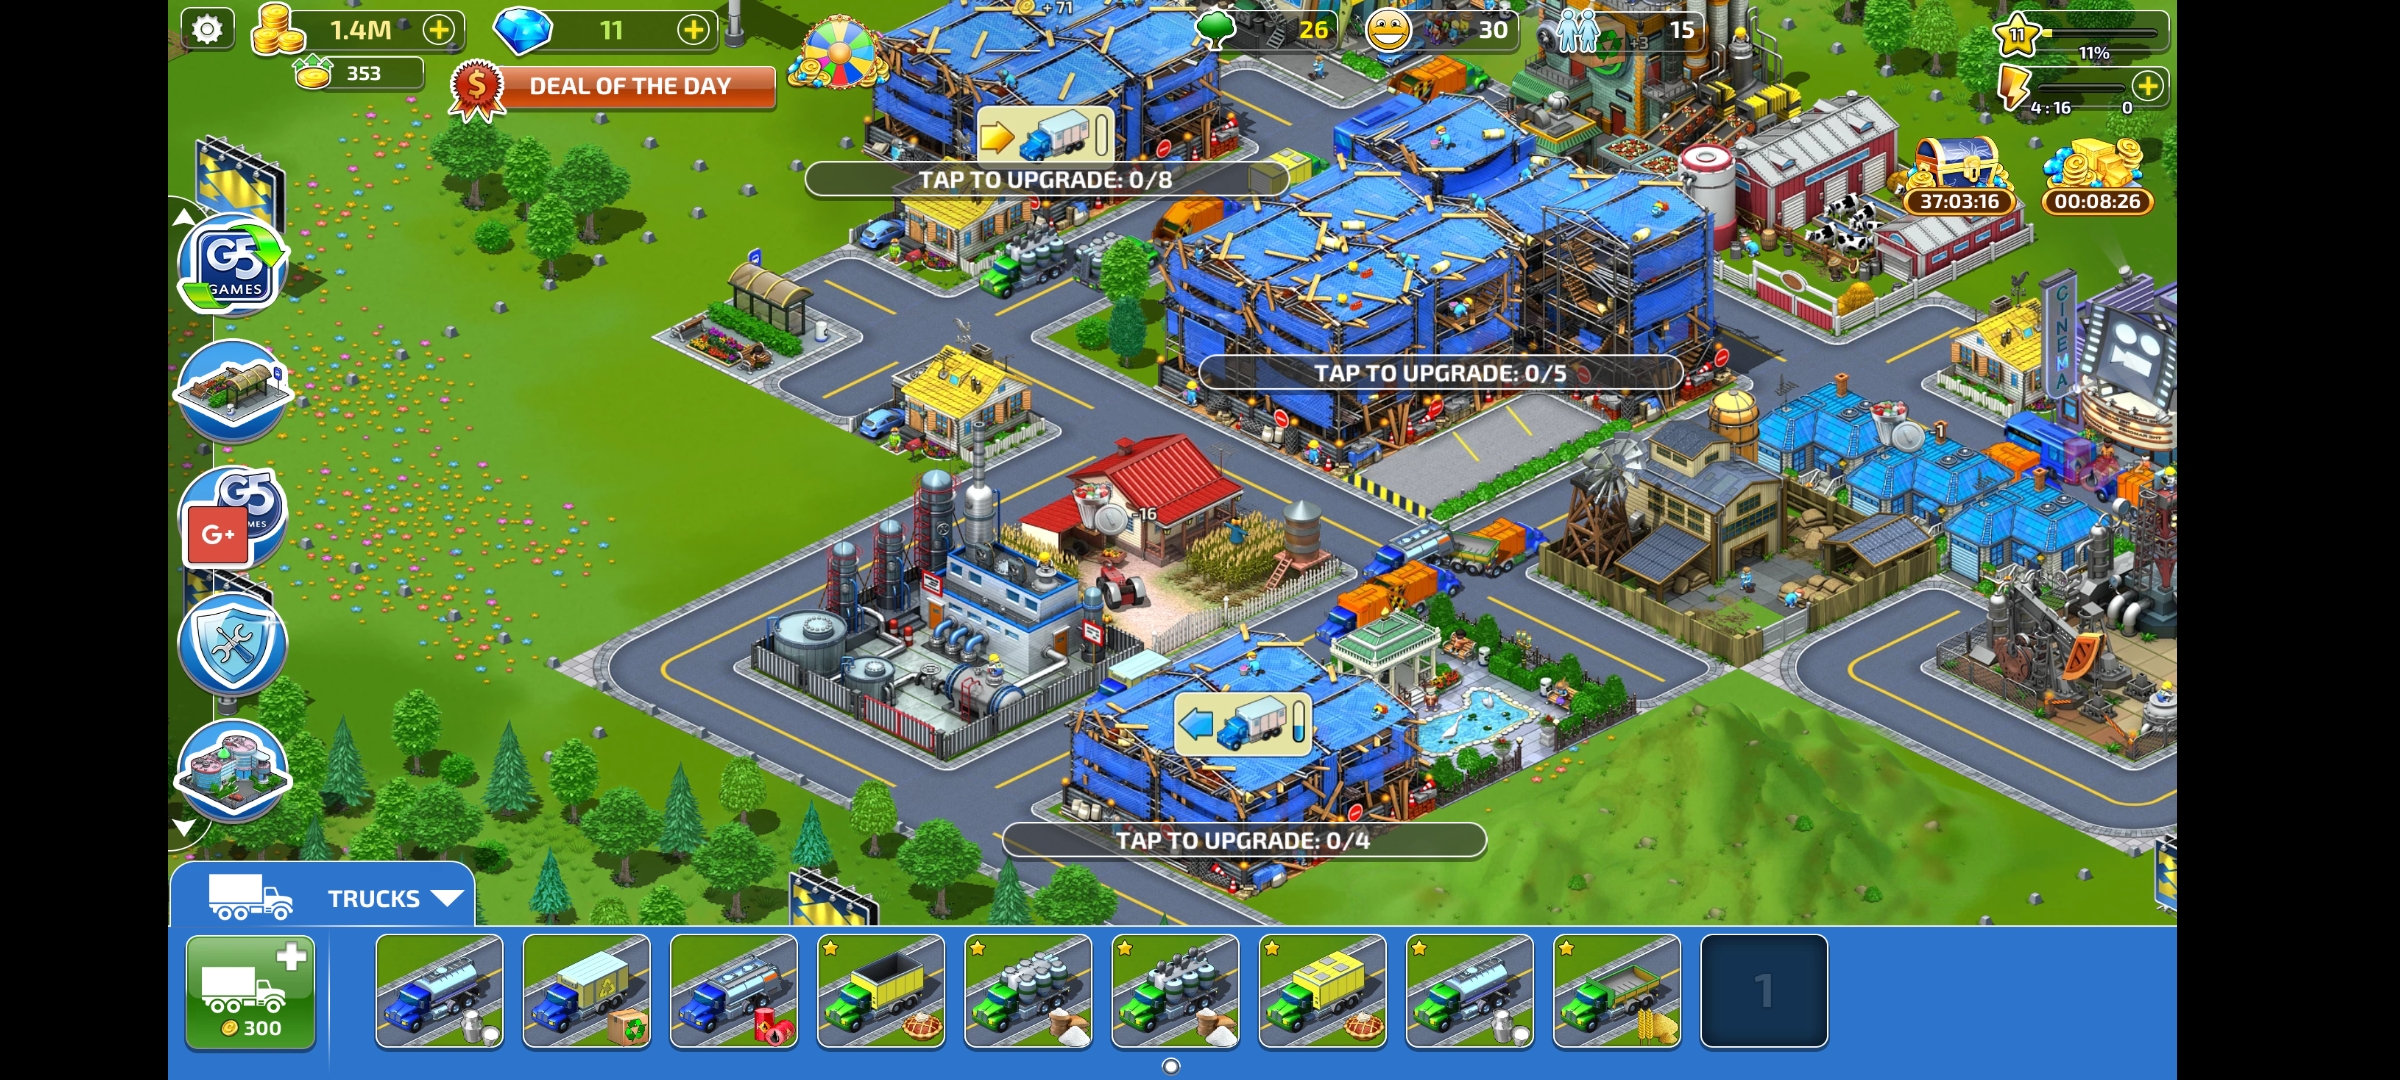 1.4M
11
26
30
15
+71
+3
11
11%
353
DEAL OF THE DAY
4:16
0
TAP TO UPGRADE: 0/8
37:03:16
00:08:26
G5
GAMES
CINEMA
TAP TO UPGRADE: 0/5
-1
G5
G+
-16
TAP TO UPGRADE: 0/4
TRUCKS
300
1